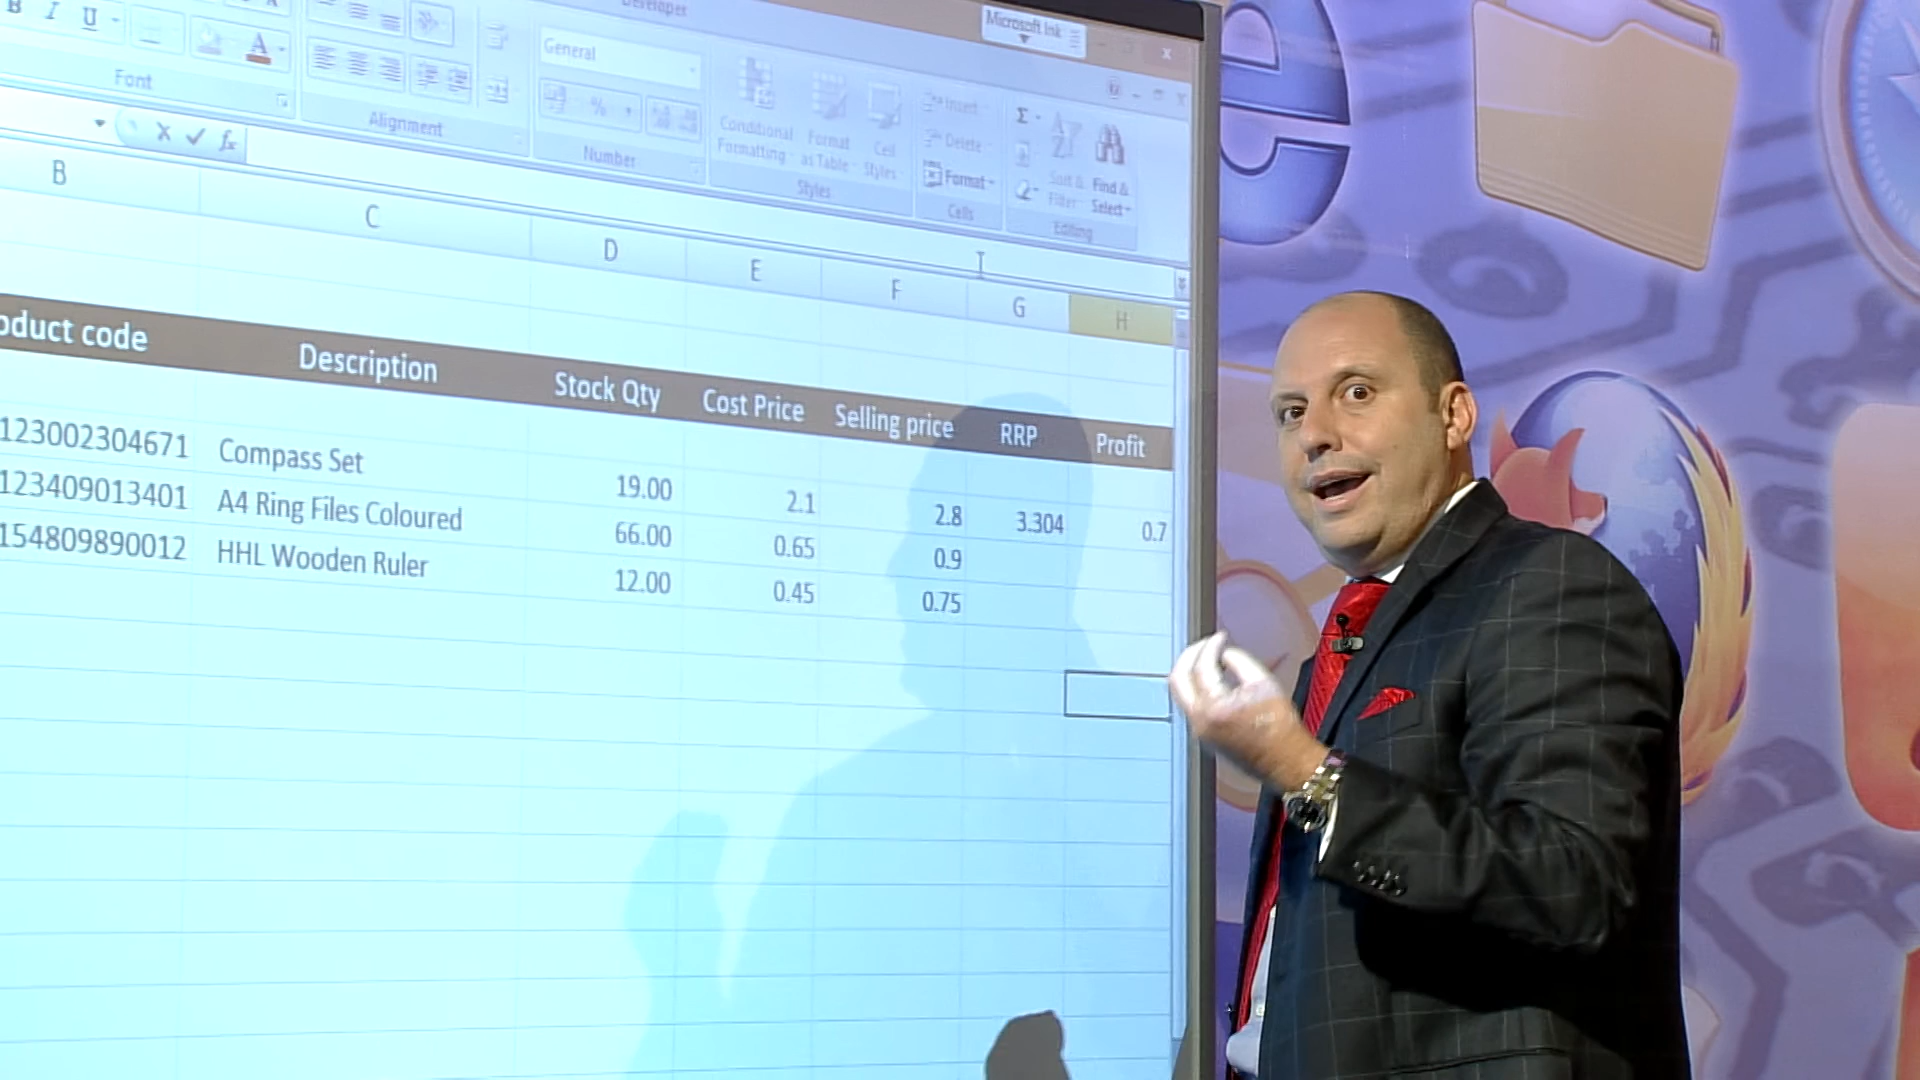 Developer
Microsoft Ink
B I U
A
General
Font
Alignment
%
Number
Conditional Formatting
Format as Table
Cell Styles
Styles
Insert
Delete
Format
Cells
Σ
Sort & Filter
Find & Select
Editing
fx
B C D E F G H
oduct code Description Stock Qty Cost Price Selling price RRP Profit
123002304671 Compass Set 19.00 2.1 2.8 3.304 0.7
123409013401 A4 Ring Files Coloured 66.00 0.65 0.9
154809890012 HHL Wooden Ruler 12.00 0.45 0.75
e